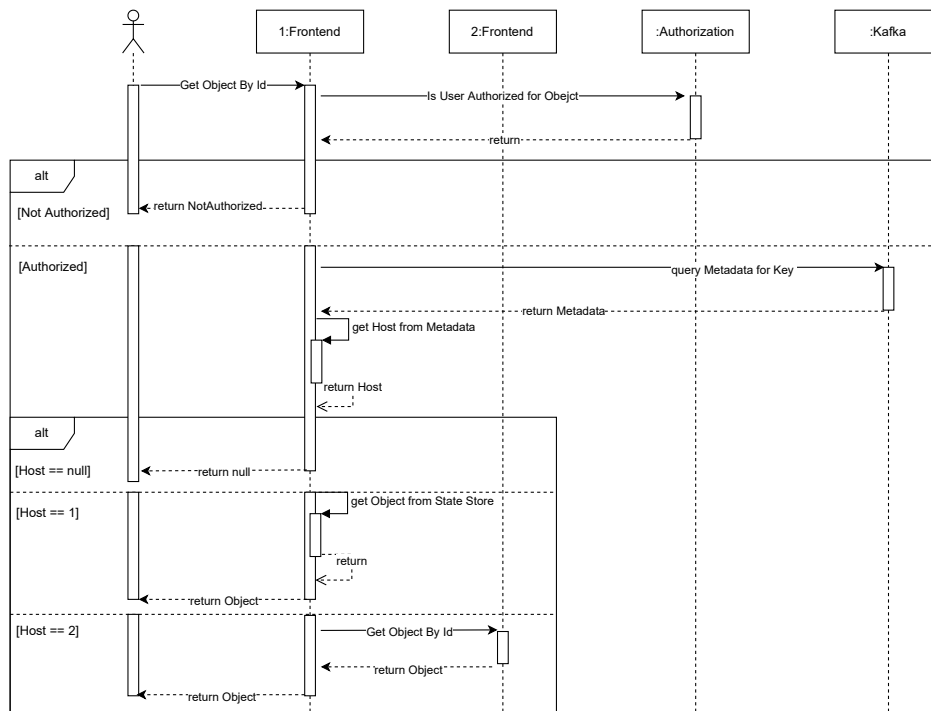 1:Frontend
2:Frontend
:Authorization
:Kafka
Get Object By Id
Is User Authorized for Obejct
return
alt
return NotAuthorized
[Not Authorized]
[Authorized]
query Metadata for Key
return Metadata
get Host from Metadata
return Host
alt
[Host == null]
return null
get Object from State Store
[Host == 1]
return
return Object
[Host == 2]
Get Object By Id
return Object
return Object